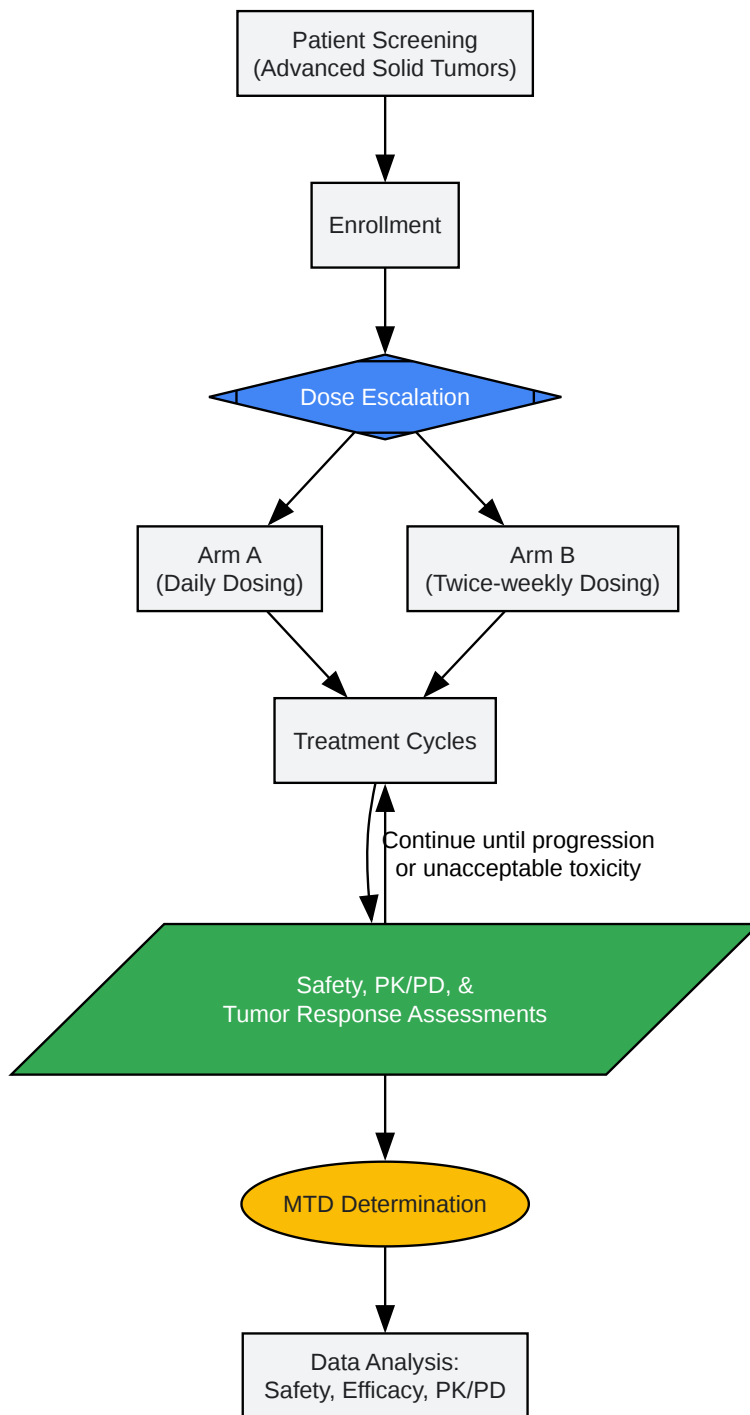 Patient Screening
(Advanced Solid Tumors)
Enrollment
Dose Escalation
Arm A
(Daily Dosing)
Arm B
(Twice-weekly Dosing)
Treatment Cycles
Continue until progression
or unacceptable toxicity
Safety, PK/PD, &
Tumor Response Assessments
MTD Determination
Data Analysis:
Safety, Efficacy, PK/PD